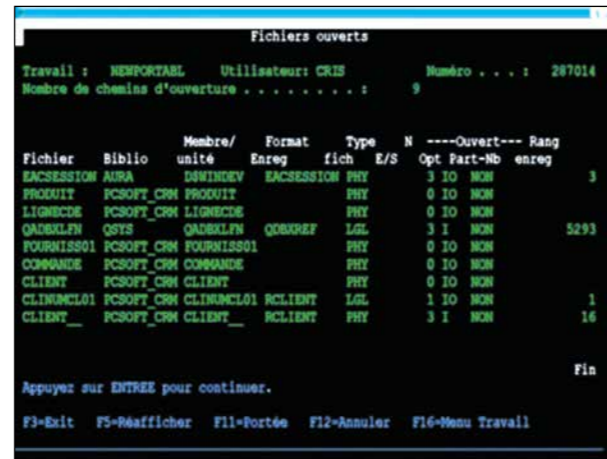 Fichiers ouverts
Travail : NEWPORTABL Utilisateur: CRIS Numéro . . . : 287014
Nombre de chemins d'ouverture . . . . . . . . . : 9
Membre/ Format Type N ----Ouvert--- Rang
Fichier Biblio unité Enreg fich E/S Opt Part-Nb enreg
EACSESSION AURA DSWINDEV EACSESSION PHY 3 IO NON 3
PRODUIT PCSOFT_CRM PRODUIT PHY 0 IO NON
LIGNECDE PCSOFT_CRM LIGNECDE PHY 0 IO NON
QADBXLFN QSYS QADBXLFN QDBXREF LGL 3 I NON 5293
FOURNISS01 PCSOFT_CRM FOURNISS01 PHY 0 IO NON
COMMANDE PCSOFT_CRM COMMANDE PHY 0 IO NON
CLIENT PCSOFT_CRM CLIENT PHY 0 IO NON
CLINUMCL01 PCSOFT_CRM CLINUMCL01 RCLIENT LGL 1 IO NON 1
CLIENT__ PCSOFT_CRM CLIENT__ RCLIENT PHY 3 I NON 16
Fin
Appuyez sur ENTREE pour continuer.
F3=Exit F5=Réafficher F11=Portée F12=Annuler F16=Menu Travail